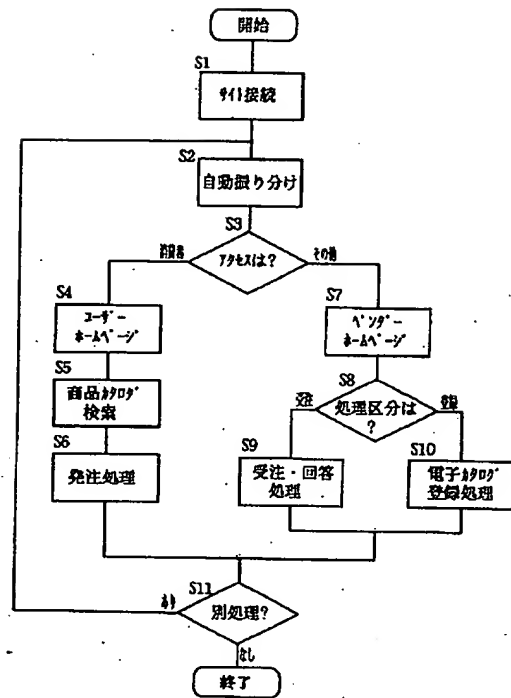 開始
S1
ｻｲﾄ接続
S2
自動振り分け
S3
ｱｸｾｽは?
消費者
その他
S4
ﾕｰｻﾞｰ
ﾎｰﾑﾍﾟｰｼﾞ
S7
ﾍﾞﾝﾀﾞｰ
ﾎｰﾑﾍﾟｰｼﾞ
S5
商品ｶﾀﾛｸﾞ
検索
S8
処理区分は
?
受注
登録
S6
発注処理
S9
受注・回答
処理
S10
電子ｶﾀﾛｸﾞ
登録処理
S11
別処理?
あり
なし
終了